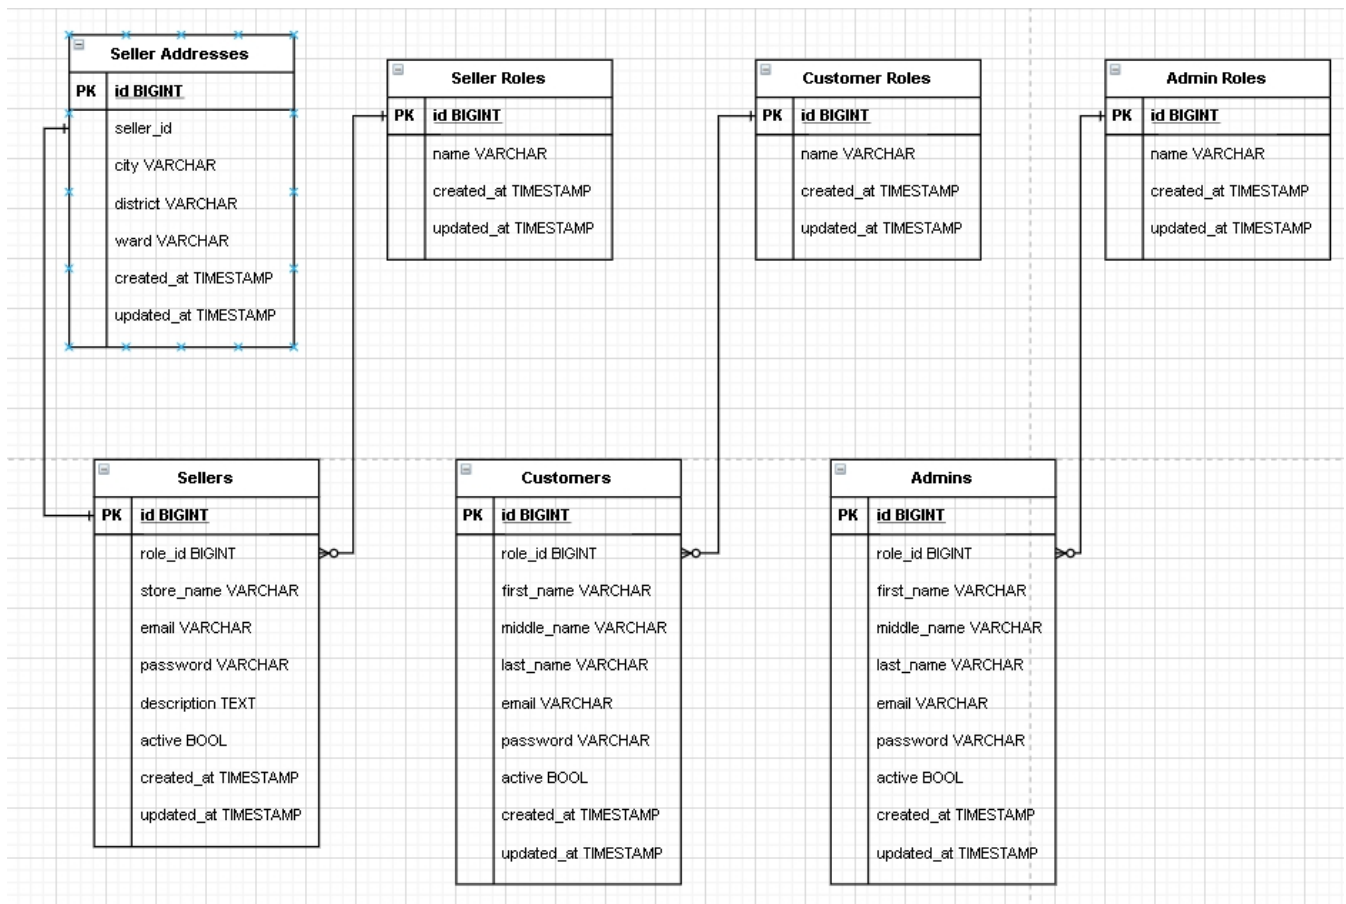 Seller Addresses
PK id BIGINT
seller_id
city VARCHAR
district VARCHAR
ward VARCHAR
created_at TIMESTAMP
updated_at TIMESTAMP
Seller Roles
PK id BIGINT
name VARCHAR
created_at TIMESTAMP
updated_at TIMESTAMP
Customer Roles
PK id BIGINT
name VARCHAR
created_at TIMESTAMP
updated_at TIMESTAMP
Admin Roles
PK id BIGINT
name VARCHAR
created_at TIMESTAMP
updated_at TIMESTAMP
Sellers
PK id BIGINT
role_id BIGINT
store_name VARCHAR
email VARCHAR
password VARCHAR
description TEXT
active BOOL
created_at TIMESTAMP
updated_at TIMESTAMP
Customers
PK id BIGINT
role_id BIGINT
first_name VARCHAR
middle_name VARCHAR
last_name VARCHAR
email VARCHAR
password VARCHAR
active BOOL
created_at TIMESTAMP
updated_at TIMESTAMP
Admins
PK id BIGINT
role_id BIGINT
first_name VARCHAR
middle_name VARCHAR
last_name VARCHAR
email VARCHAR
password VARCHAR
active BOOL
created_at TIMESTAMP
updated_at TIMESTAMP